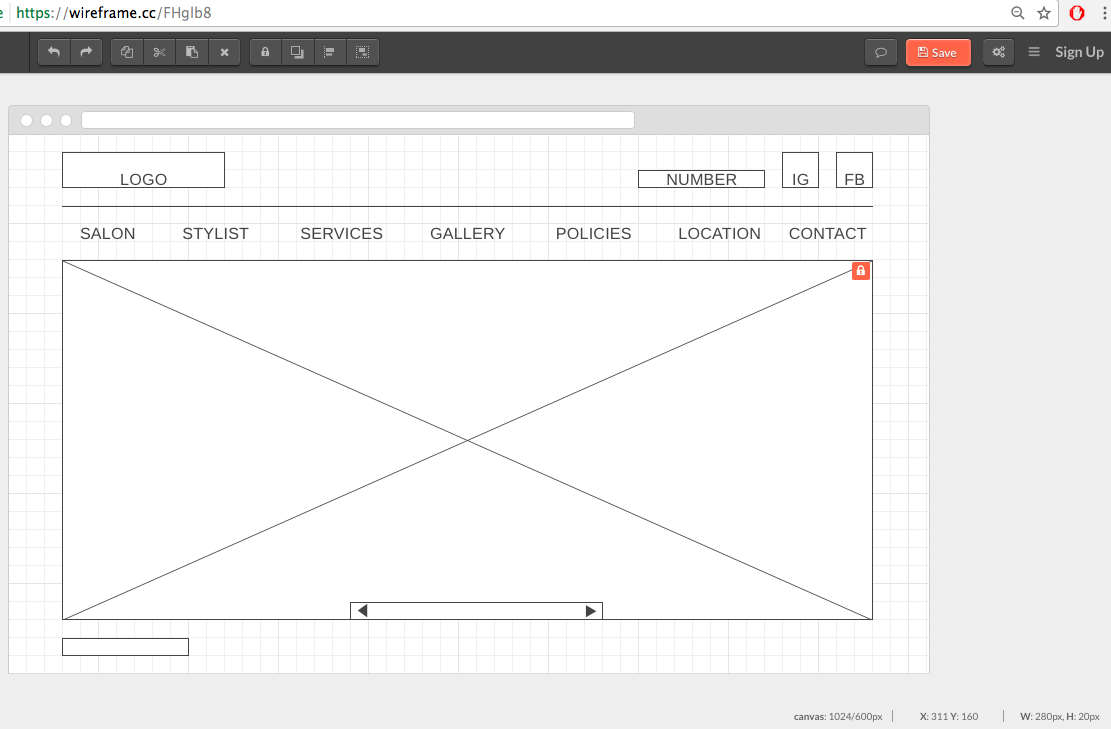 https://wireframe.cc/FHglb8
Save
Sign Up
LOGO
NUMBER
IG
FB
SALON STYLIST SERVICES GALLERY POLICIES LOCATION CONTACT
canvas: 1024/600px
X: 311 Y: 160
W: 280px, H: 20px